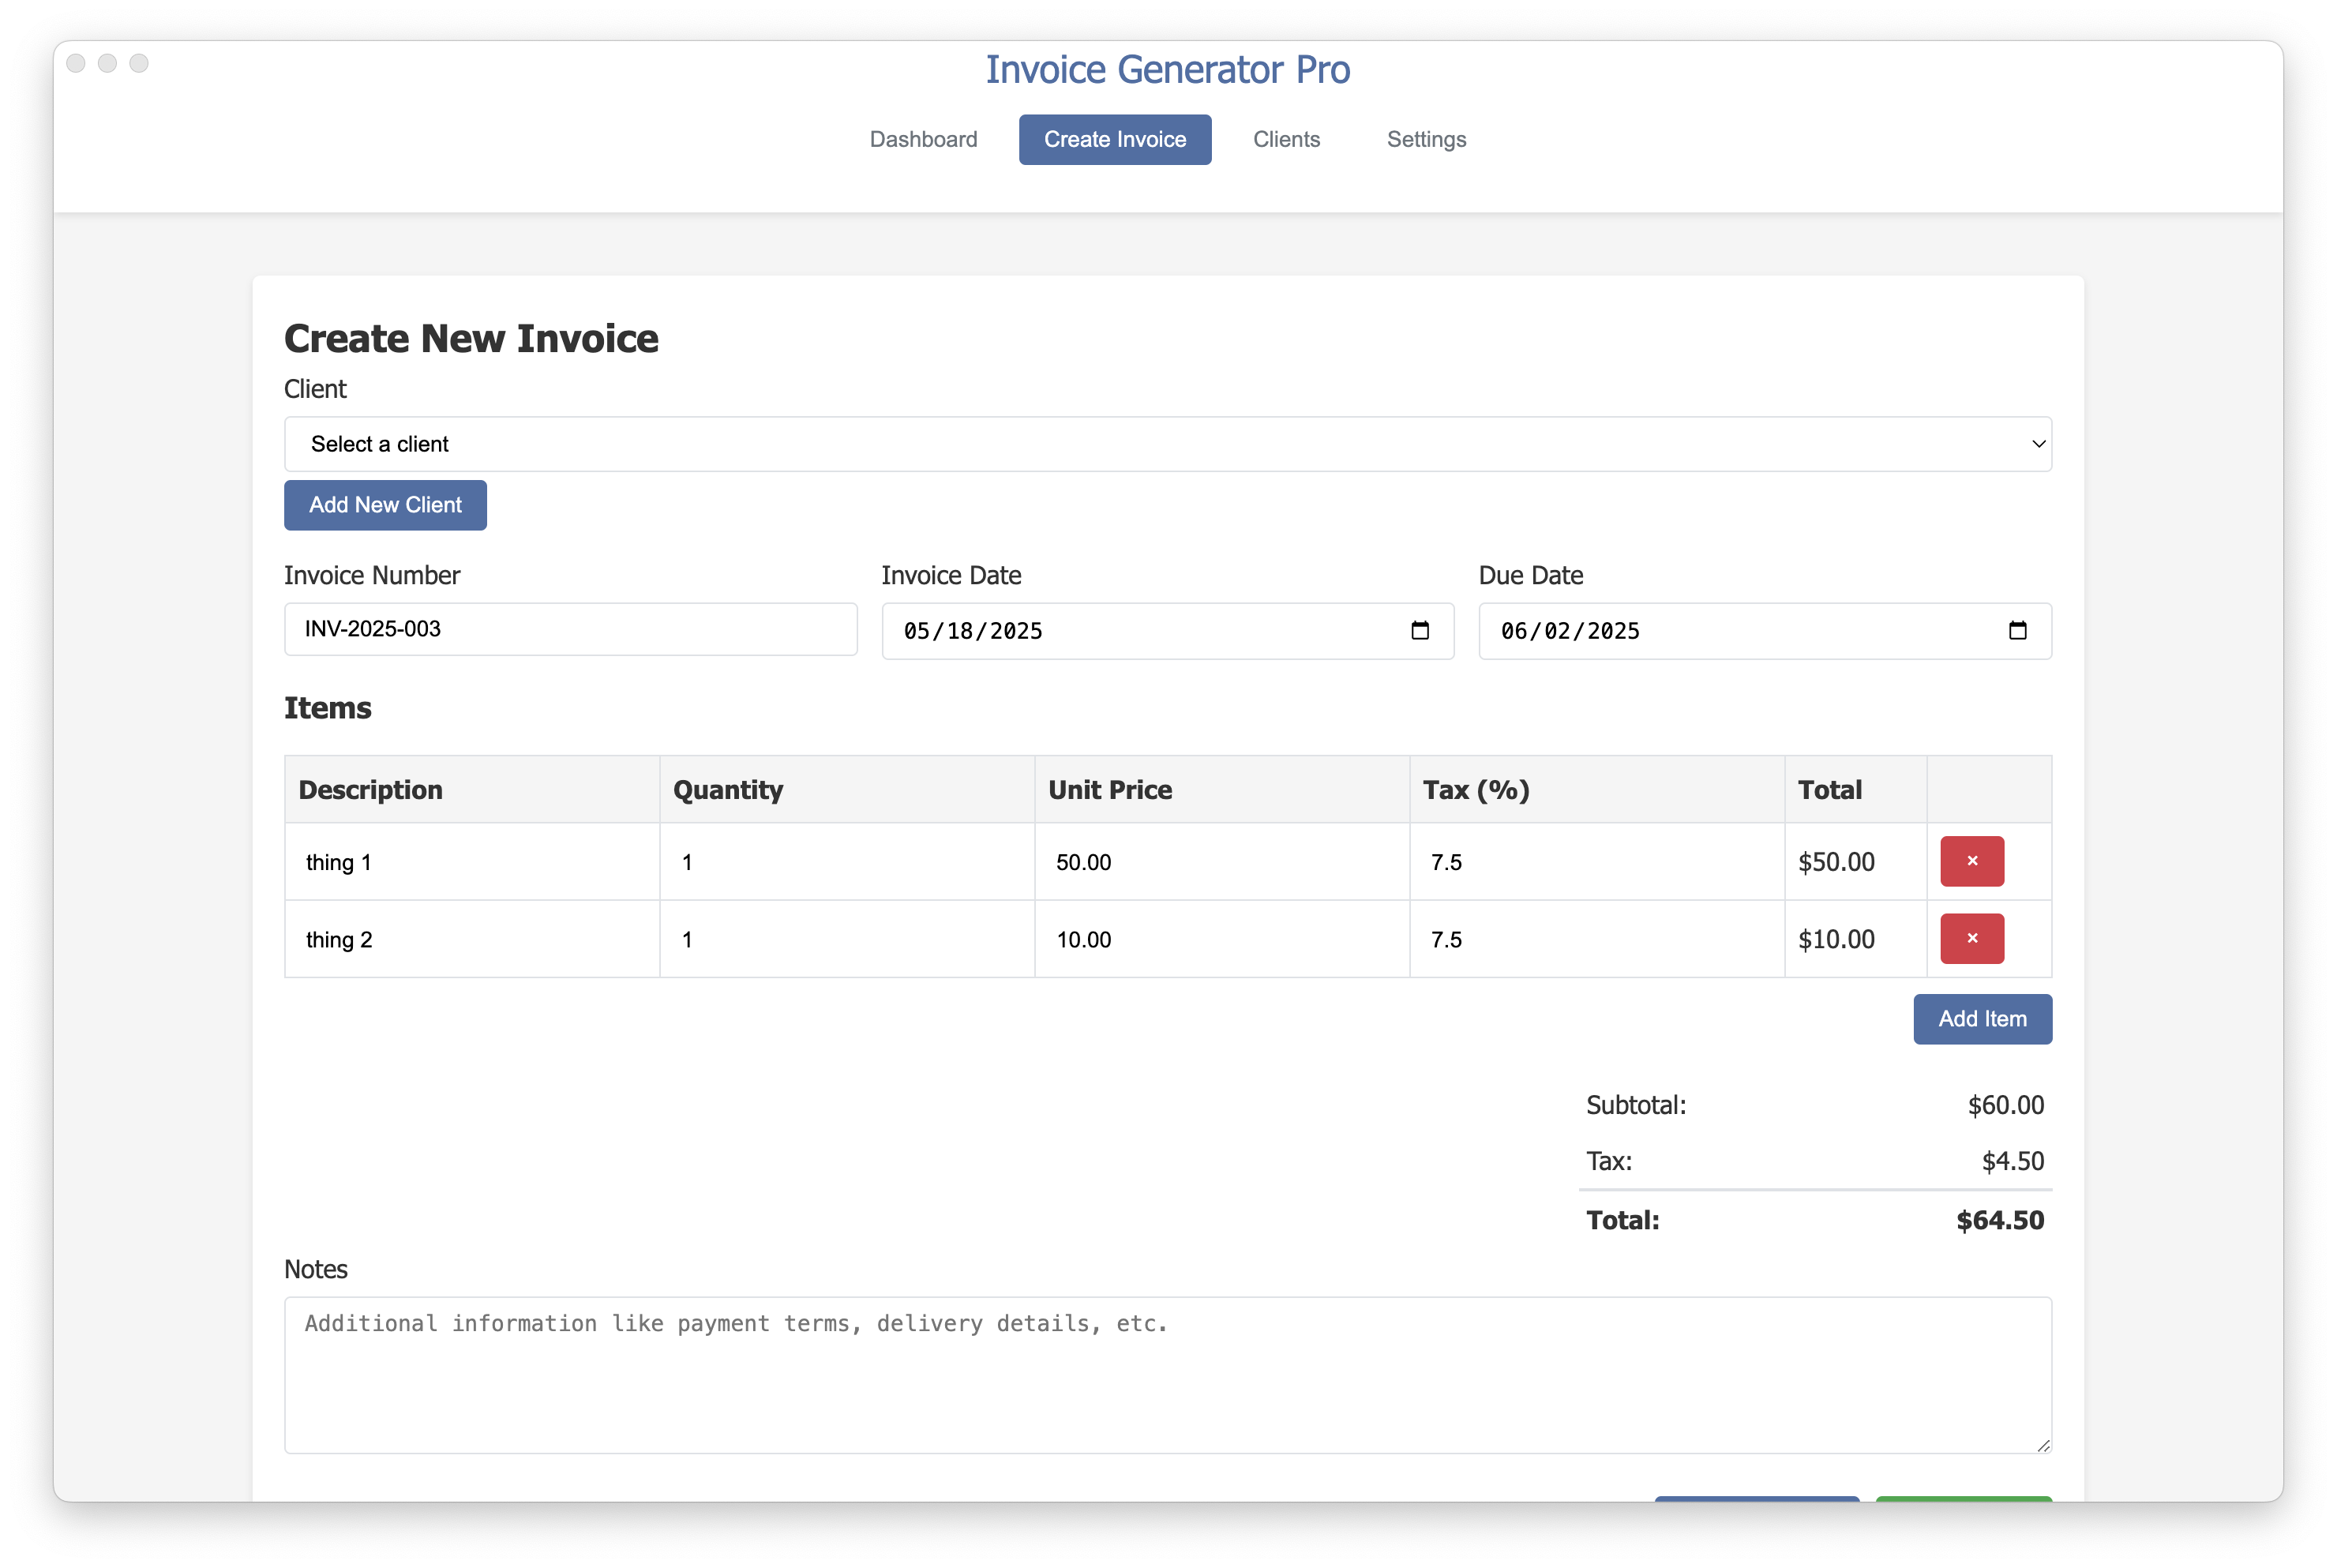 Invoice Generator Pro
Dashboard Create Invoice Clients Settings
Create New Invoice
Client
Select a client
Add New Client
Invoice Number Invoice Date Due Date
INV-2025-003 05/18/2025 06/02/2025
Items
Description Quantity Unit Price Tax (%) Total
thing 1 1 50.00 7.5 $50.00 ×
thing 2 1 10.00 7.5 $10.00 ×
Add Item
Subtotal: $60.00
Tax: $4.50
Total: $64.50
Notes
Additional information like payment terms, delivery details, etc.